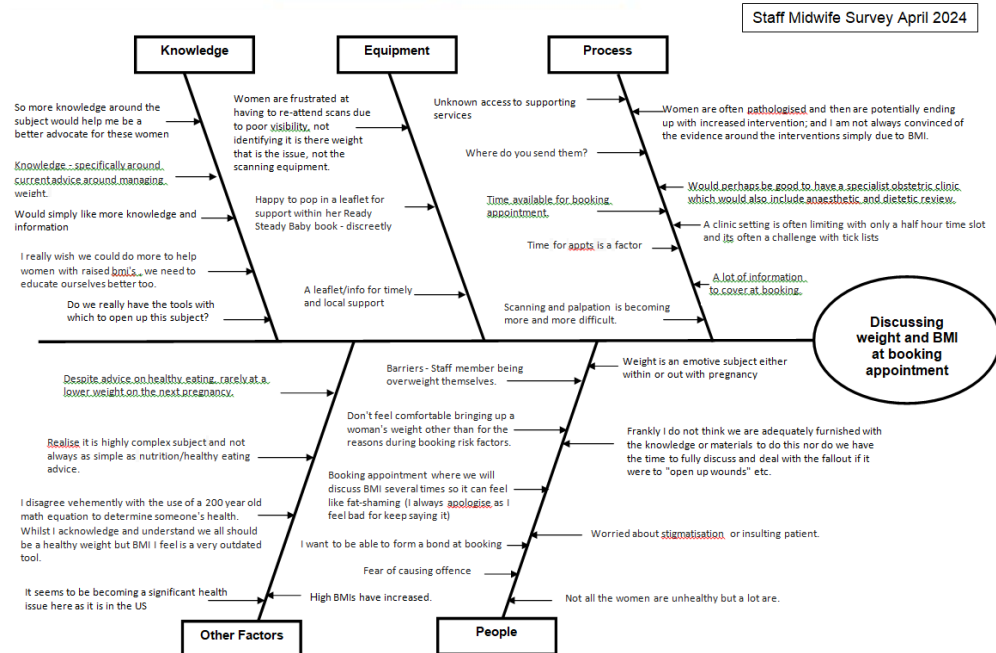 Staff Midwife Survey April 2024
Knowledge
Equipment
Process
So more knowledge around the
subject would help me be a
better advocate for these women
Knowledge - specifically around
current advice around managing
weight.
Would simply like more knowledge and
information
I really wish we could do more to help
women with raised bmi's , we need to
educate ourselves better too.
Do we really have the tools with
which to open up this subject?
Women are frustrated at
having to re-attend scans due
to poor visibility, not
identifying it is there weight
that is the issue, not the
scanning equipment.
Happy to pop in a leaflet for
support within her Ready
Steady Baby book - discreetly
A leaflet/info for timely
and local support
Unknown access to supporting
services
Where do you send them?
Time available for booking
appointment.
Time for appts is a factor
Scanning and palpation is becoming
more and more difficult.
Women are often pathologised and then are potentially ending
up with increased intervention; and I am not always convinced of
the evidence around the interventions simply due to BMI.
Would perhaps be good to have a specialist obstetric clinic
which would also include anaesthetic and dietetic review.
A clinic setting is often limiting with only a half hour time slot
and its often a challenge with tick lists
A lot of information
to cover at booking.
Discussing
weight and BMI
at booking
appointment
Despite advice on healthy eating, rarely at a
lower weight on the next pregnancy.
Realise it is highly complex subject and not
always as simple as nutrition/healthy eating
advice.
I disagree vehemently with the use of a 200 year old
math equation to determine someone's health.
Whilst I acknowledge and understand we all should
be a healthy weight but BMI I feel is a very outdated
tool.
It seems to be becoming a significant health
issue here as it is in the US
High BMIs have increased.
Barriers - Staff member being
overweight themselves.
Don't feel comfortable bringing up a
woman's weight other than for the
reasons during booking risk factors.
Booking appointment where we will
discuss BMI several times so it can feel
like fat-shaming (I always apologise as I
feel bad for keep saying it)
I want to be able to form a bond at booking
Fear of causing offence
Weight is an emotive subject either
within or out with pregnancy
Frankly I do not think we are adequately furnished with
the knowledge or materials to do this nor do we have
the time to fully discuss and deal with the fallout if it
were to "open up wounds" etc.
Worried about stigmatisation or insulting patient.
Not all the women are unhealthy but a lot are.
Other Factors
People